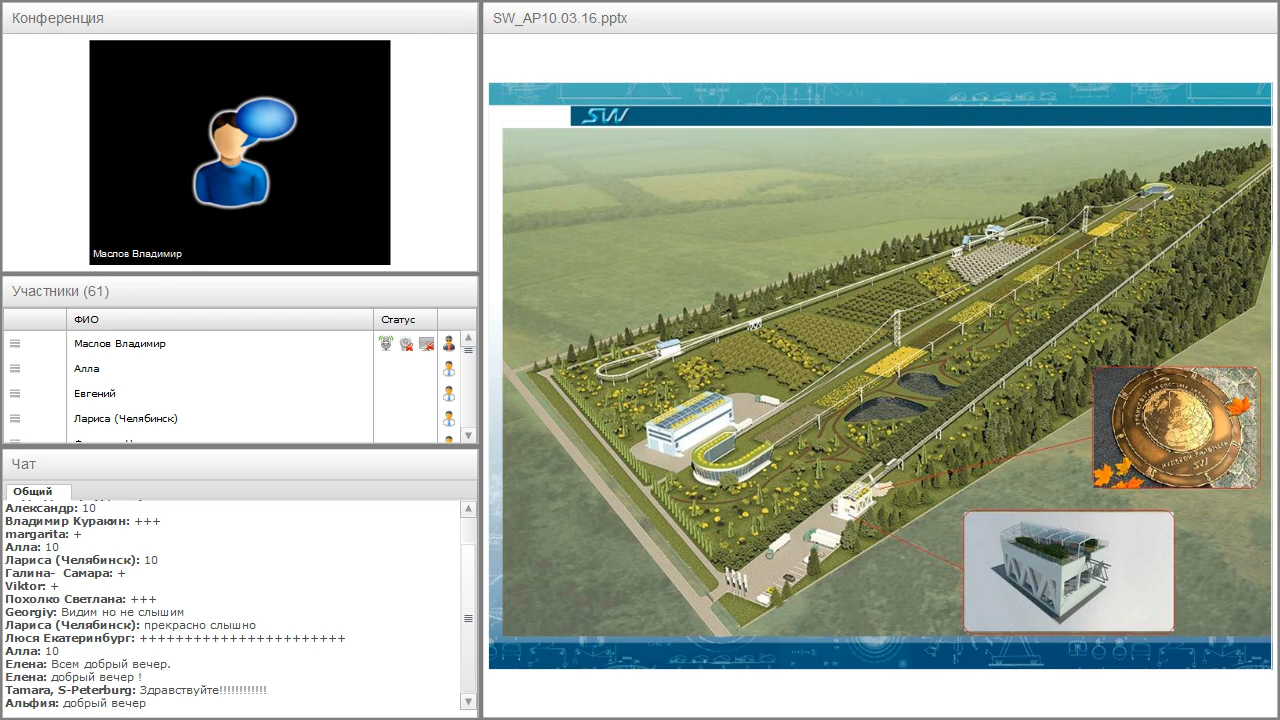 Конференция
Маслов Владимир
Участники (61)
ФИО
Статус
Маслов Владимир
Алла
Евгений
Лариса (Челябинск)
Чат
Общий
Александр: 10
Владимир Куракин: +++
margarita: +
Алла: 10
Лариса (Челябинск): 10
Галина- Самара: +
Viktor: +
Похолко Светлана: +++
Georgiy: Видим но не слышим
Лариса (Челябинск): прекрасно слышно
Люся Екатеринбург: +++++++++++++++++++++++
Алла: 10
Елена: Всем добрый вечер.
Елена: добрый вечер !
Tamara, S-Peterburg: Здравствуйте!!!!!!!!!!!!
Альфия: добрый вечер
SW_AP10.03.16.pptx
SW
SW